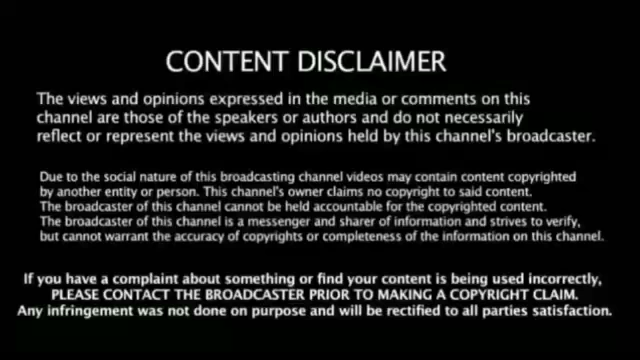 CONTENT DISCLAIMER
The views and opinions expressed in the media or comments on this
channel are those of the speakers or authors and do not necessarily
reflect or represent the views and opinions held by this channel's broadcaster.
Due to the social nature of this broadcasting channel videos may contain content copyrighted
by another entity or person. This channel's owner claims no copyright to said content.
The broadcaster of this channel cannot be held accountable for the copyrighted content.
The broadcaster of this channel is a messenger and sharer of information and strives to verify,
but cannot warrant the accuracy of copyrights or completeness of the information on this channel.
If you have a complaint about something or find your content is being used incorrectly,
PLEASE CONTACT THE BROADCASTER PRIOR TO MAKING A COPYRIGHT CLAIM.
Any infringement was not done on purpose and will be rectified to all parties satisfaction.